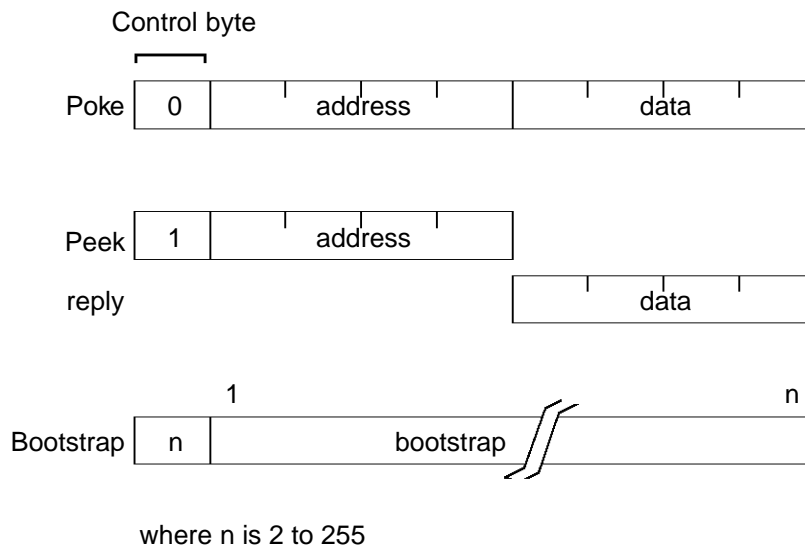 Control byte
Poke 0 address data
Peek 1 address
reply data
1 n
Bootstrap n bootstrap
where n is 2 to 255